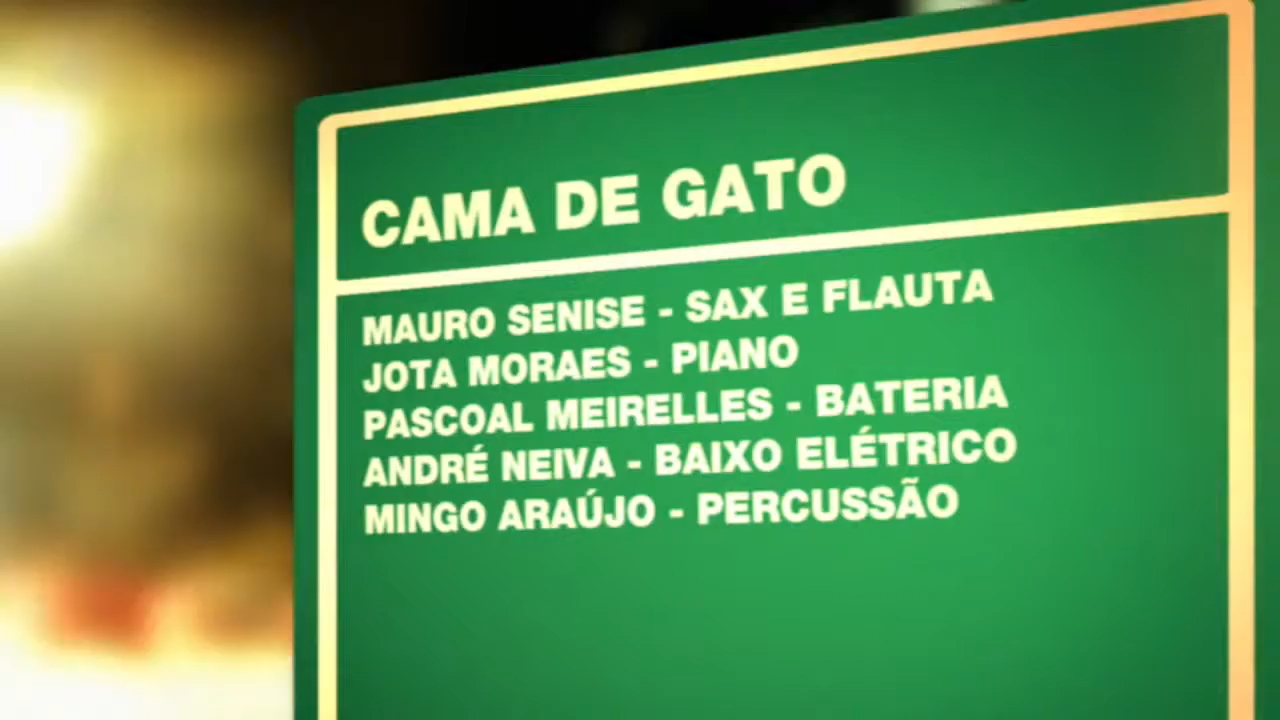 CAMA DE GATO
MAURO SENISE - SAX E FLAUTA
JOTA MORAES - PIANO
PASCOAL MEIRELLES - BATERIA
ANDRÉ NEIVA - BAIXO ELÉTRICO
MINGO ARAÚJO - PERCUSSÃO